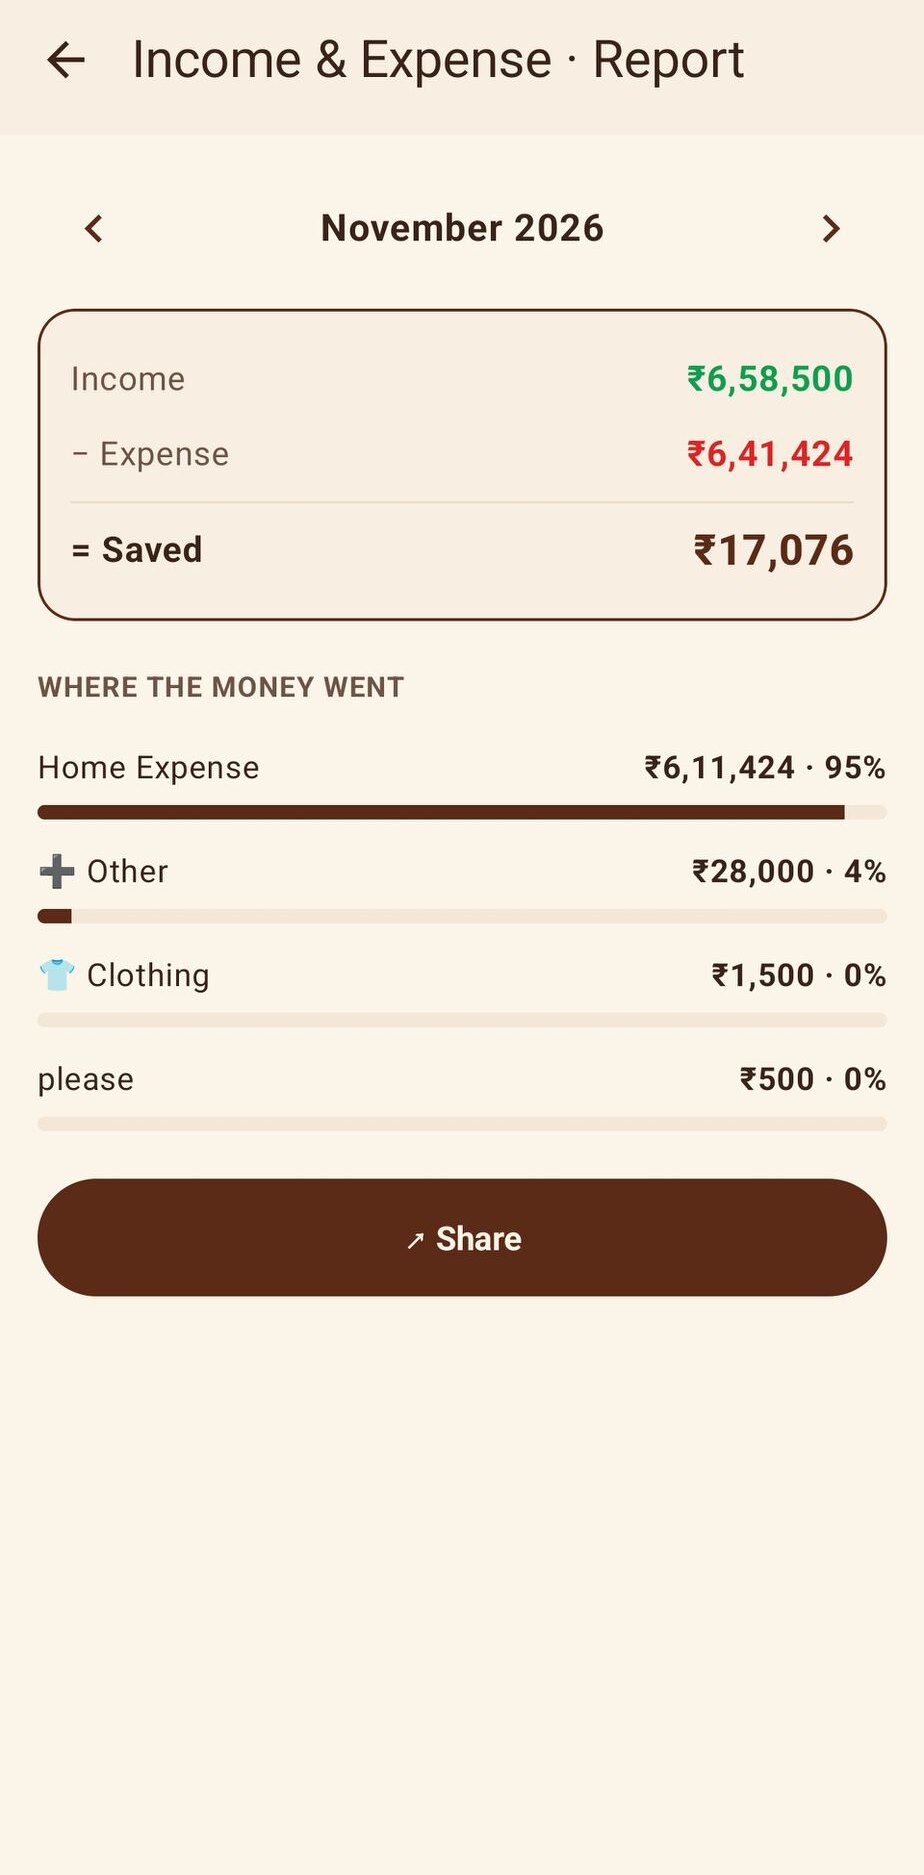 Income & Expense · Report
November 2026
Income ₹6,58,500
− Expense ₹6,41,424
= Saved ₹17,076
WHERE THE MONEY WENT
Home Expense ₹6,11,424 · 95%
➕ Other ₹28,000 · 4%
👕 Clothing ₹1,500 · 0%
please ₹500 · 0%
↗ Share